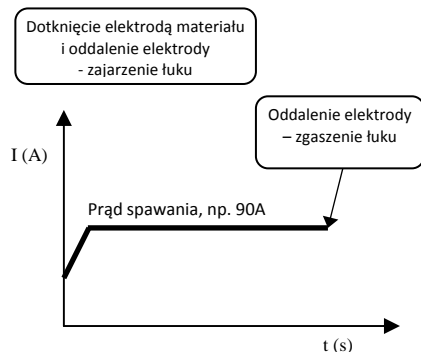 Dotknięcie elektrodą materiału
i oddalenie elektrody
- zajarzenie łuku
Oddalenie elektrody
– zgaszenie łuku
I (A)
Prąd spawania, np. 90A
t (s)